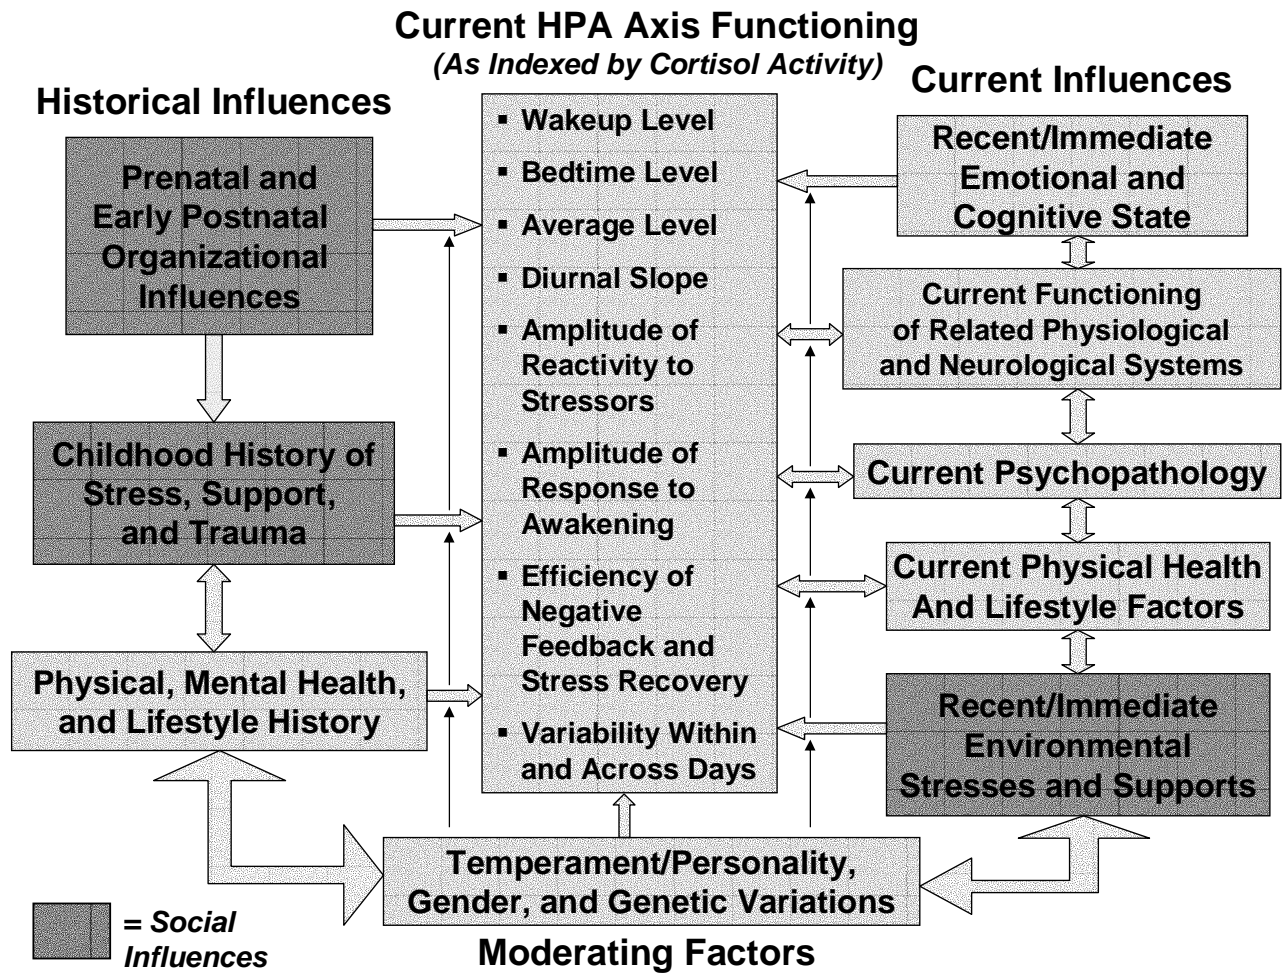 Current HPA Axis Functioning
(As Indexed by Cortisol Activity)
Historical Influences
Prenatal and
Early Postnatal
Organizational
Influences
Childhood History of
Stress, Support,
and Trauma
Physical, Mental Health,
and Lifestyle History
▪ Wakeup Level
▪ Bedtime Level
▪ Average Level
▪ Diurnal Slope
▪ Amplitude of
Reactivity to
Stressors
▪ Amplitude of
Response to
Awakening
▪ Efficiency of
Negative
Feedback and
Stress Recovery
▪ Variability Within
and Across Days
Current Influences
Recent/Immediate
Emotional and
Cognitive State
Current Functioning
of Related Physiological
and Neurological Systems
Current Psychopathology
Current Physical Health
And Lifestyle Factors
Recent/Immediate
Environmental
Stresses and Supports
Temperament/Personality,
Gender, and Genetic Variations
Moderating Factors
= Social
Influences